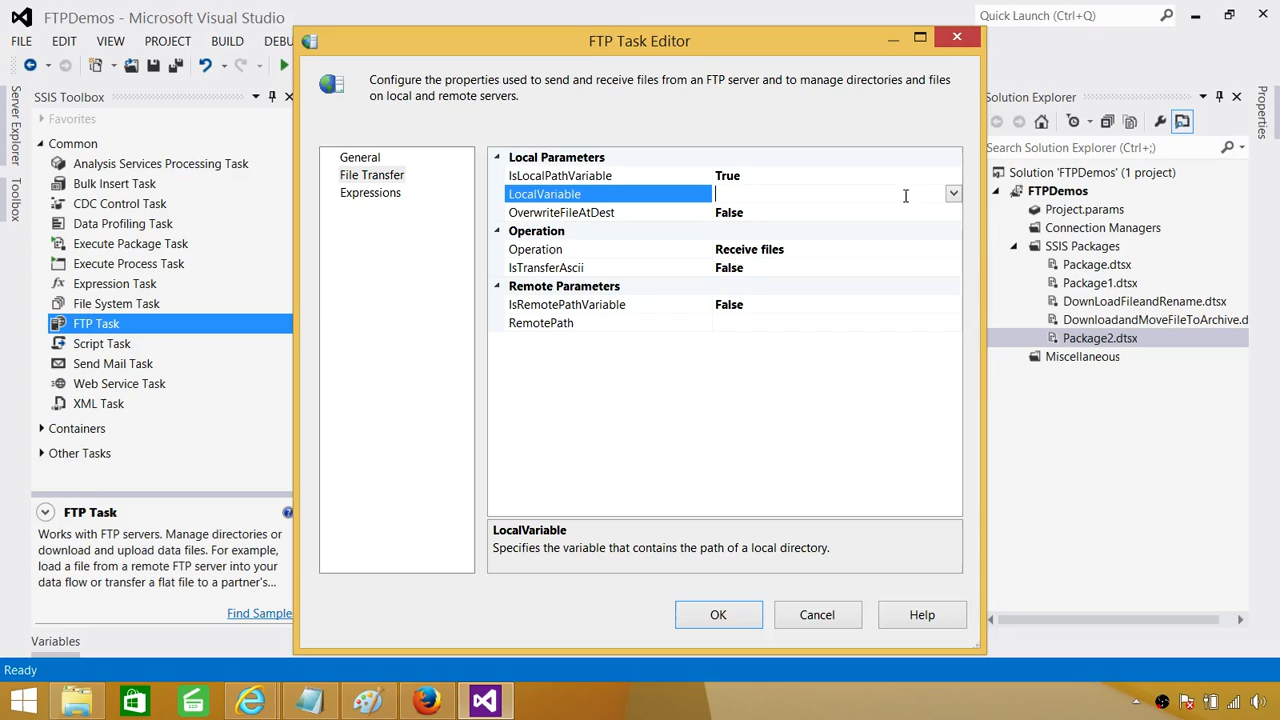 FTPDemos - Microsoft Visual Studio
Quick Launch (Ctrl+Q)
FILE EDIT VIEW PROJECT BUILD DEBU
FTP Task Editor
Configure the properties used to send and receive files from an FTP server and to manage directories and files
on local and remote servers.
Server Explorer
Toolbox
SSIS Toolbox
Favorites
Common
Analysis Services Processing Task
Bulk Insert Task
CDC Control Task
Data Profiling Task
Execute Package Task
Execute Process Task
Expression Task
File System Task
FTP Task
Script Task
Send Mail Task
Web Service Task
XML Task
Containers
Other Tasks
FTP Task
Works with FTP servers. Manage directories or
download and upload data files. For example,
load a file from a remote FTP server into your
data flow or transfer a flat file to a partner's...
Find Sample
Variables
Ready
General
File Transfer
Expressions
Local Parameters
IsLocalPathVariable True
LocalVariable
OverwriteFileAtDest False
Operation
Operation Receive files
IsTransferAscii False
Remote Parameters
IsRemotePathVariable False
RemotePath
LocalVariable
Specifies the variable that contains the path of a local directory.
OK Cancel Help
Solution Explorer
Search Solution Explorer (Ctrl+;)
Solution 'FTPDemos' (1 project)
FTPDemos
Project.params
Connection Managers
SSIS Packages
Package.dtsx
Package1.dtsx
DownLoadFileandRename.dtsx
DownloadandMoveFileToArchive.d
Package2.dtsx
Miscellaneous
Properties